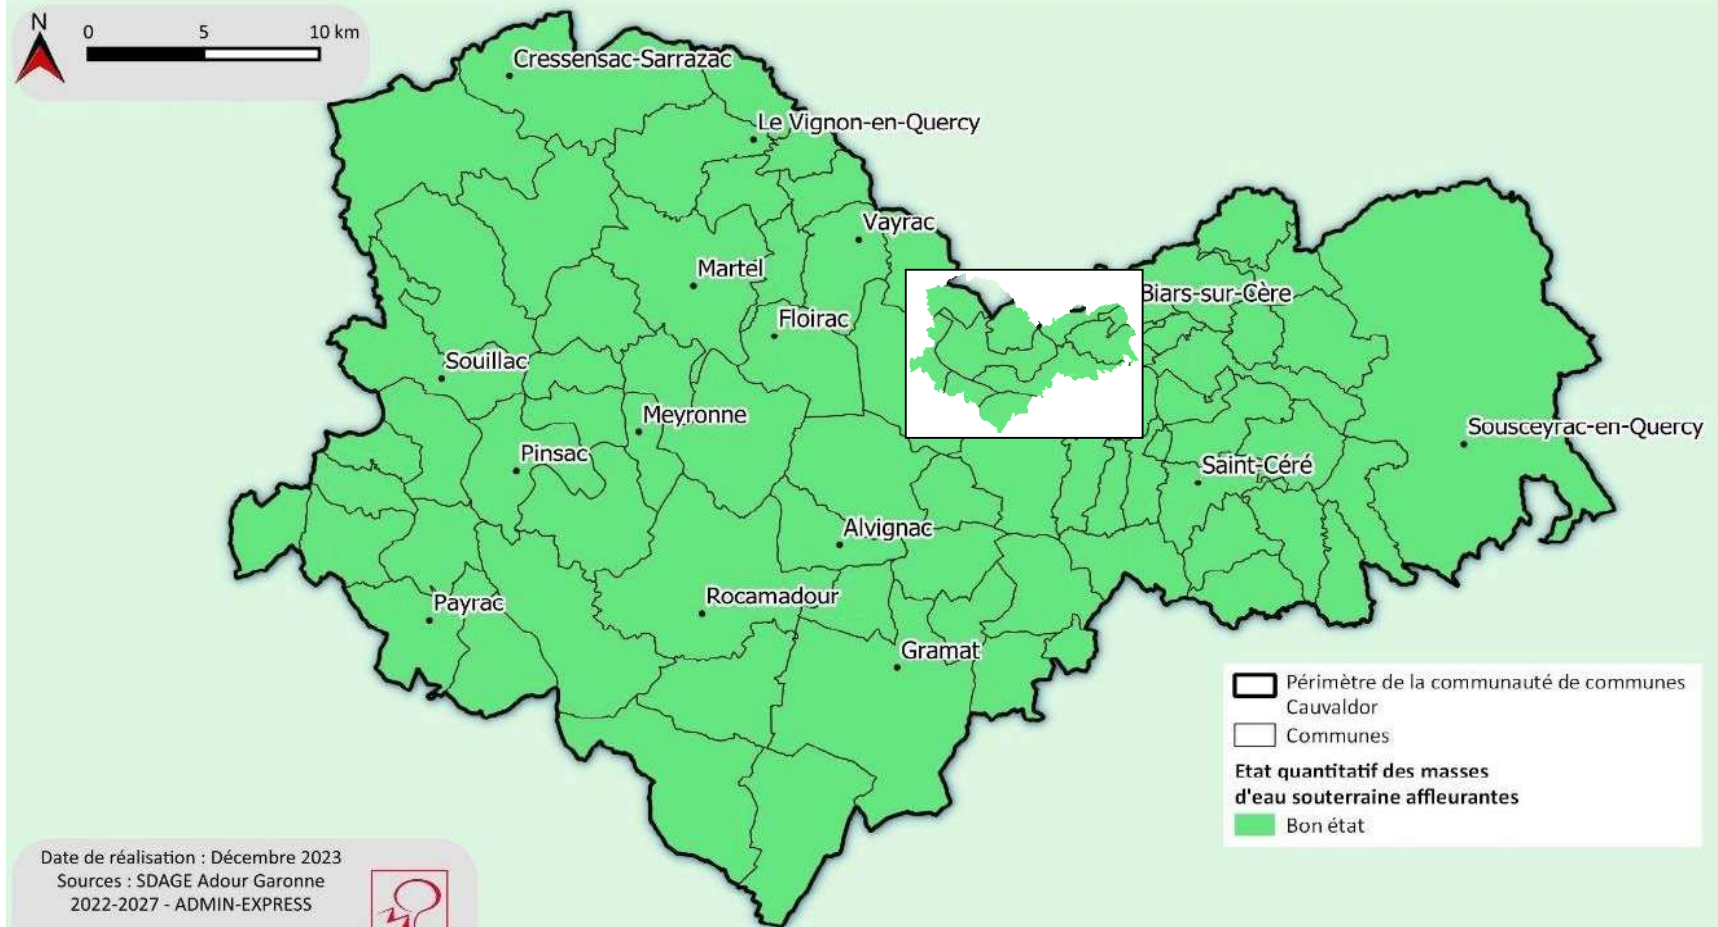 N
0 5 10 km
Cressensac-Sarrazac
Le Vignon-en-Quercy
Vayrac
Martel
Biars-sur-Cère
Floirac
Souillac
Meyronne
Sousceyrac-en-Quercy
Pinsac
Saint-Céré
Alvignac
Rocamadour
Payrac
Gramat
Périmètre de la communauté de communes
Cauvaldor
Communes
Etat quantitatif des masses
d'eau souterraine affleurantes
Bon état
Date de réalisation : Décembre 2023
Sources : SDAGE Adour Garonne
2022-2027 - ADMIN-EXPRESS